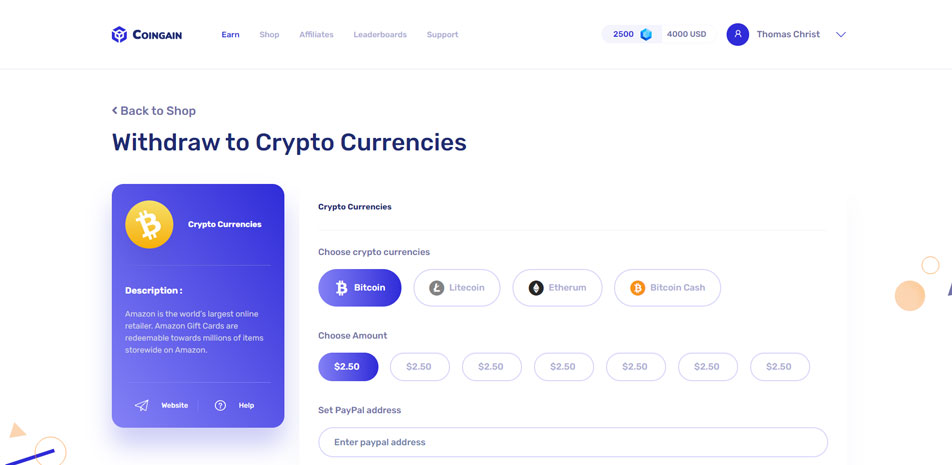 COINGAIN Earn Shop Affiliates Leaderboards Support 2500 4000 USD Thomas Christ
Back to Shop
Withdraw to Crypto Currencies
Crypto Currencies
Description :
Amazon is the world's largest online
retailer. Amazon Gift Cards are
redeemable towards millions of items
storewide on Amazon.
Website Help
Crypto Currencies
Choose crypto currencies
Bitcoin Litecoin Etherum Bitcoin Cash
Choose Amount
$2.50 $2.50 $2.50 $2.50 $2.50 $2.50 $2.50
Set PayPal address
Enter paypal address